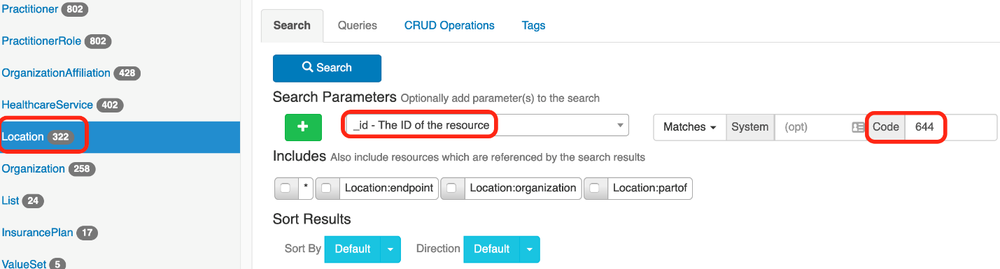 Practitioner 802
PractitionerRole 802
OrganizationAffiliation 428
HealthcareService 402
Location 322
Organization 258
List 24
InsurancePlan 17
ValueSet 5
Search Queries CRUD Operations Tags
Search
Search Parameters Optionally add parameter(s) to the search
+ _id - The ID of the resource Matches System (opt) Code 644
Includes Also include resources which are referenced by the search results
* Location:endpoint Location:organization Location:partof
Sort Results
Sort By Default Direction Default